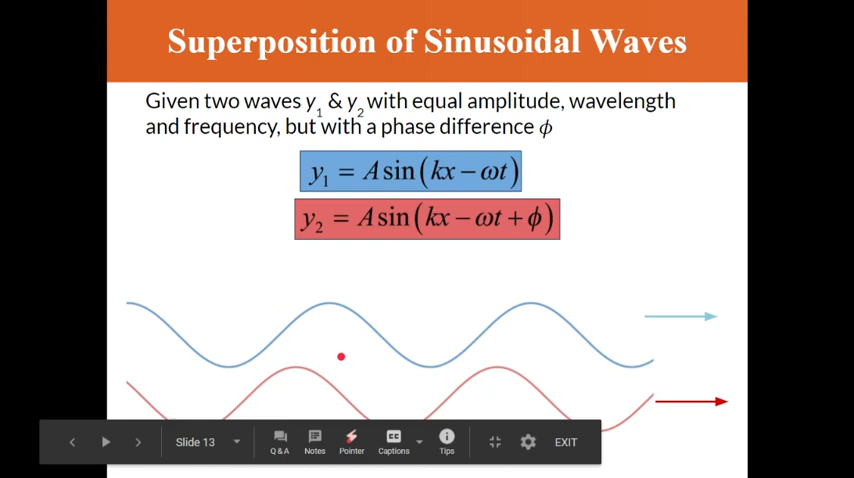 Superposition of Sinusoidal Waves
Given two waves y₁ & y₂ with equal amplitude, wavelength
and frequency, but with a phase difference ϕ
y₁ = A sin(kx − ωt)
y₂ = A sin(kx − ωt + ϕ)
Slide 13
Q&A Notes Pointer Captions Tips EXIT
CC